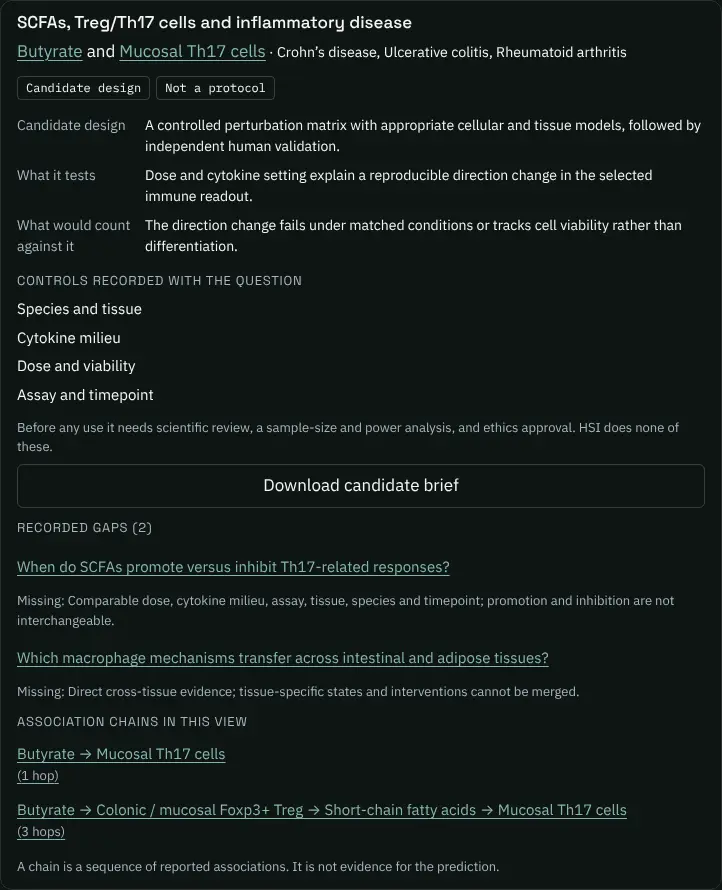 SCFAs, Treg/Th17 cells and inflammatory disease
Butyrate and Mucosal Th17 cells · Crohn's disease, Ulcerative colitis, Rheumatoid arthritis
Candidate design Not a protocol
Candidate design A controlled perturbation matrix with appropriate cellular and tissue models, followed by
independent human validation.
What it tests Dose and cytokine setting explain a reproducible direction change in the selected
immune readout.
What would count The direction change fails under matched conditions or tracks cell viability rather than
against it differentiation.
CONTROLS RECORDED WITH THE QUESTION
Species and tissue
Cytokine milieu
Dose and viability
Assay and timepoint
Before any use it needs scientific review, a sample-size and power analysis, and ethics approval. HSI does none of
these.
Download candidate brief
RECORDED GAPS (2)
When do SCFAs promote versus inhibit Th17-related responses?
Missing: Comparable dose, cytokine milieu, assay, tissue, species and timepoint; promotion and inhibition are not
interchangeable.
Which macrophage mechanisms transfer across intestinal and adipose tissues?
Missing: Direct cross-tissue evidence; tissue-specific states and interventions cannot be merged.
ASSOCIATION CHAINS IN THIS VIEW
Butyrate → Mucosal Th17 cells
(1 hop)
Butyrate → Colonic / mucosal Foxp3+ Treg → Short-chain fatty acids → Mucosal Th17 cells
(3 hops)
A chain is a sequence of reported associations. It is not evidence for the prediction.